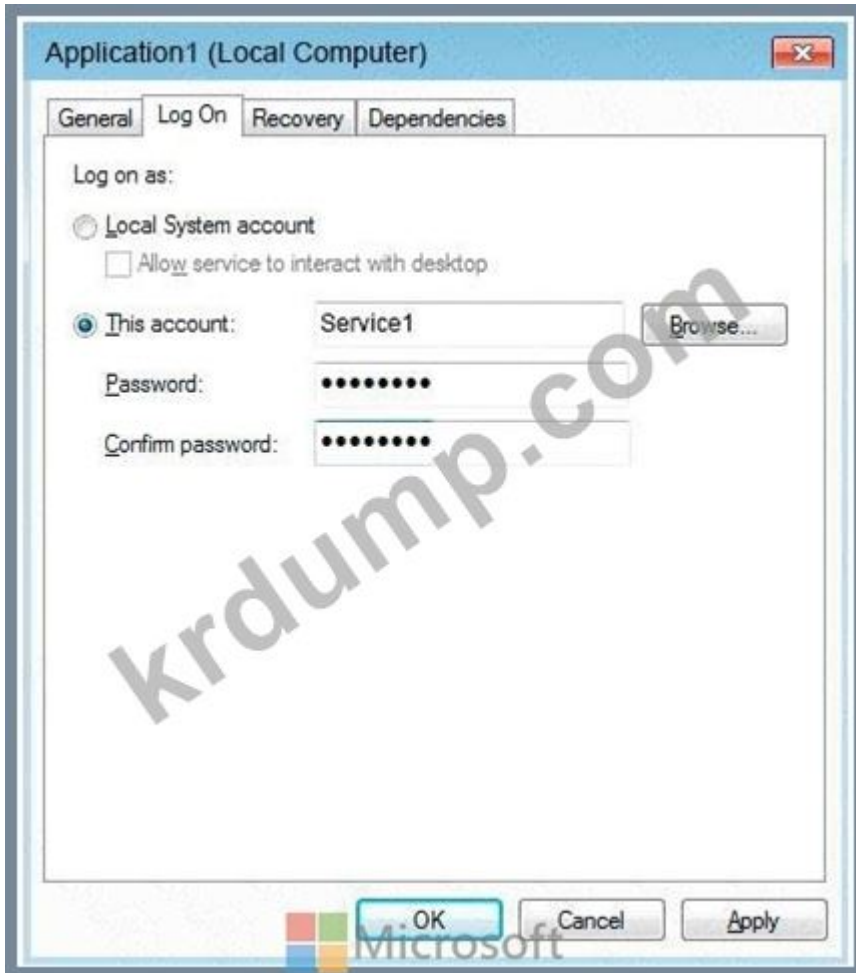 Application1 (Local Computer)
General Log On Recovery Dependencies
Log on as:
Local System account
Allow service to interact with desktop
This account: Service1 Browse...
Password: ••••••••
Confirm password: ••••••••
krdump.com
OK Cancel Apply
Microsoft